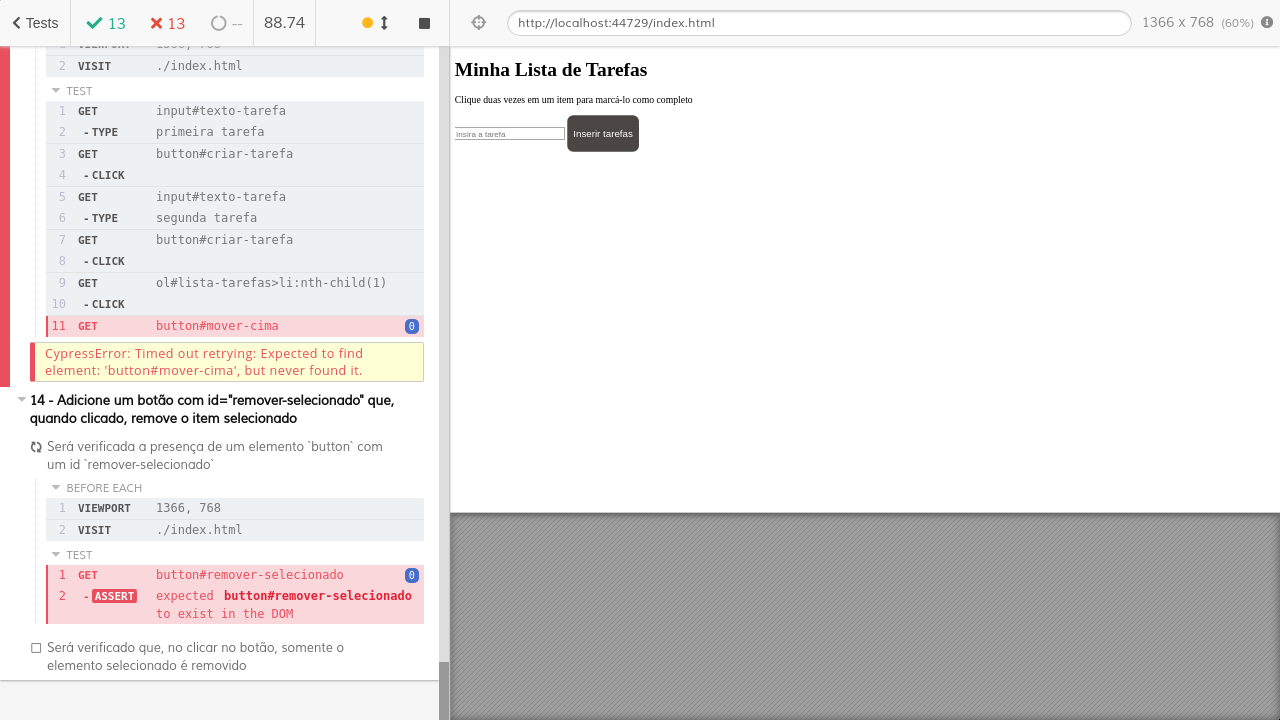 Tests 13 13 -- 88.74
http://localhost:44729/index.html 1366 x 768 (60%)
1 VIEWPORT 1366, 768
2 VISIT ./index.html
TEST
1 GET input#texto-tarefa
2 - TYPE primeira tarefa
3 GET button#criar-tarefa
4 - CLICK
5 GET input#texto-tarefa
6 - TYPE segunda tarefa
7 GET button#criar-tarefa
8 - CLICK
9 GET ol#lista-tarefas>li:nth-child(1)
10 - CLICK
11 GET button#mover-cima 0
CypressError: Timed out retrying: Expected to find
element: 'button#mover-cima', but never found it.
14 - Adicione um botão com id="remover-selecionado" que,
quando clicado, remove o item selecionado
Será verificada a presença de um elemento `button` com
um id `remover-selecionado`
BEFORE EACH
1 VIEWPORT 1366, 768
2 VISIT ./index.html
TEST
1 GET button#remover-selecionado 0
2 - ASSERT expected button#remover-selecionado
to exist in the DOM
Será verificado que, no clicar no botão, somente o
elemento selecionado é removido
Minha Lista de Tarefas
Clique duas vezes em um item para marcá-lo como completo
Insira a tarefa Inserir tarefas